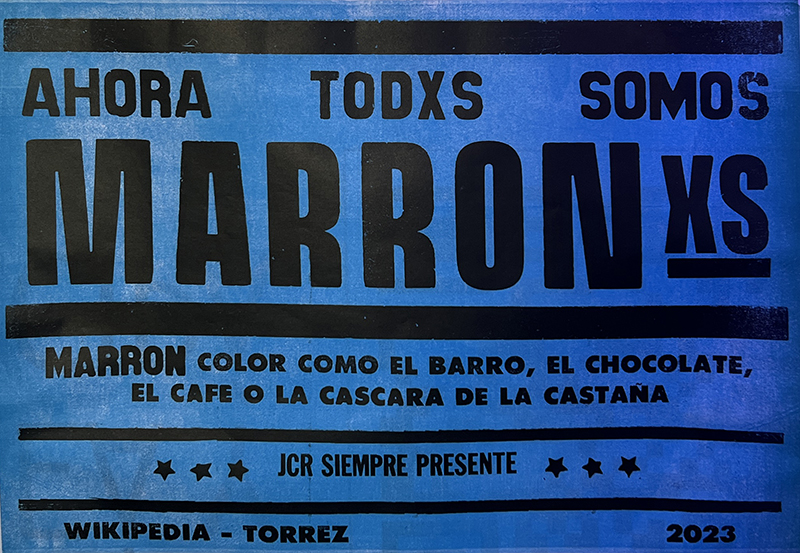 AHORA TODXS SOMOS
MARRONXS
MARRON COLOR COMO EL BARRO, EL CHOCOLATE,
EL CAFE O LA CASCARA DE LA CASTAÑA
JCR SIEMPRE PRESENTE
WIKIPEDIA - TORREZ 2023